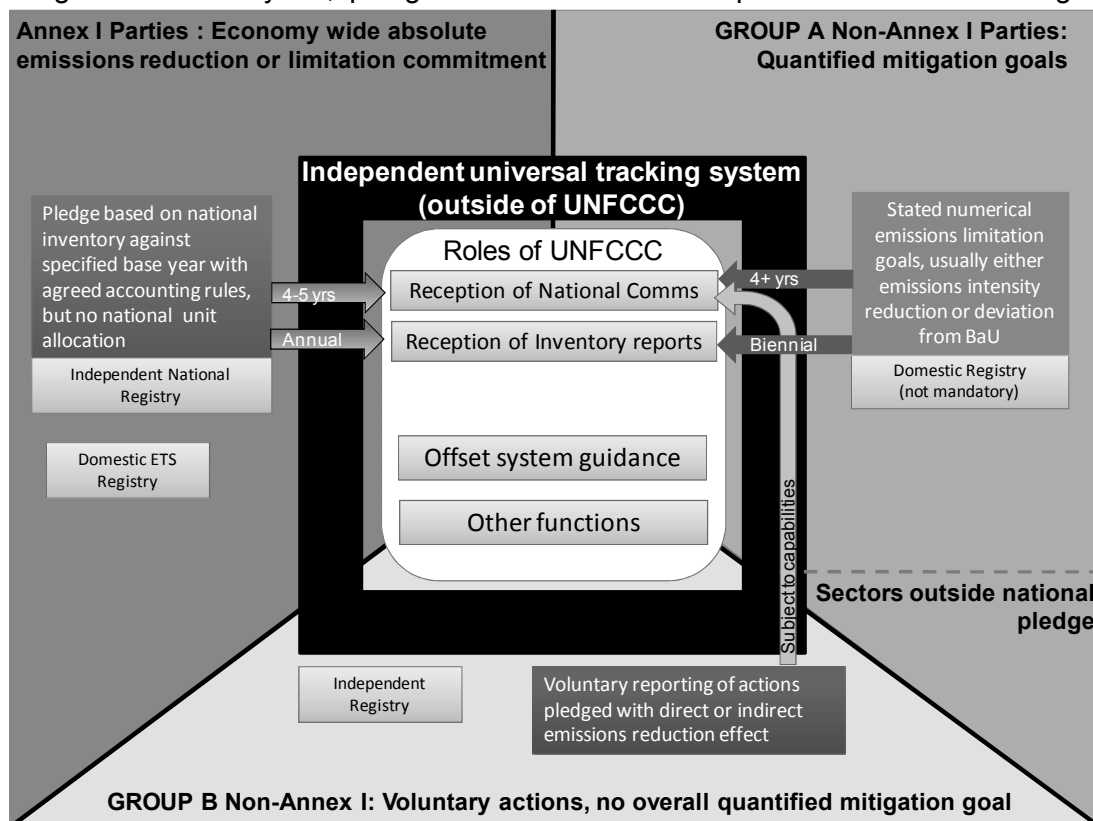 Annex I Parties : Economy wide absolute
emissions reduction or limitation commitment
GROUP A Non-Annex I Parties:
Quantified mitigation goals
Independent universal tracking system
(outside of UNFCCC)
Pledge based on national
inventory against
specified base year with
agreed accounting rules,
but no national unit
allocation
Independent National
Registry
Domestic ETS
Registry
4-5 yrs
Annual
Roles of UNFCCC
Reception of National Comms
Reception of Inventory reports
Offset system guidance
Other functions
4+ yrs
Biennial
Stated numerical
emissions limitation
goals, usually either
emissions intensity
reduction or deviation
from BaU
Domestic Registry
(not mandatory)
Subject to capabilities
Sectors outside national
pledge
Independent
Registry
Voluntary reporting of actions
pledged with direct or indirect
emissions reduction effect
GROUP B Non-Annex I: Voluntary actions, no overall quantified mitigation goal